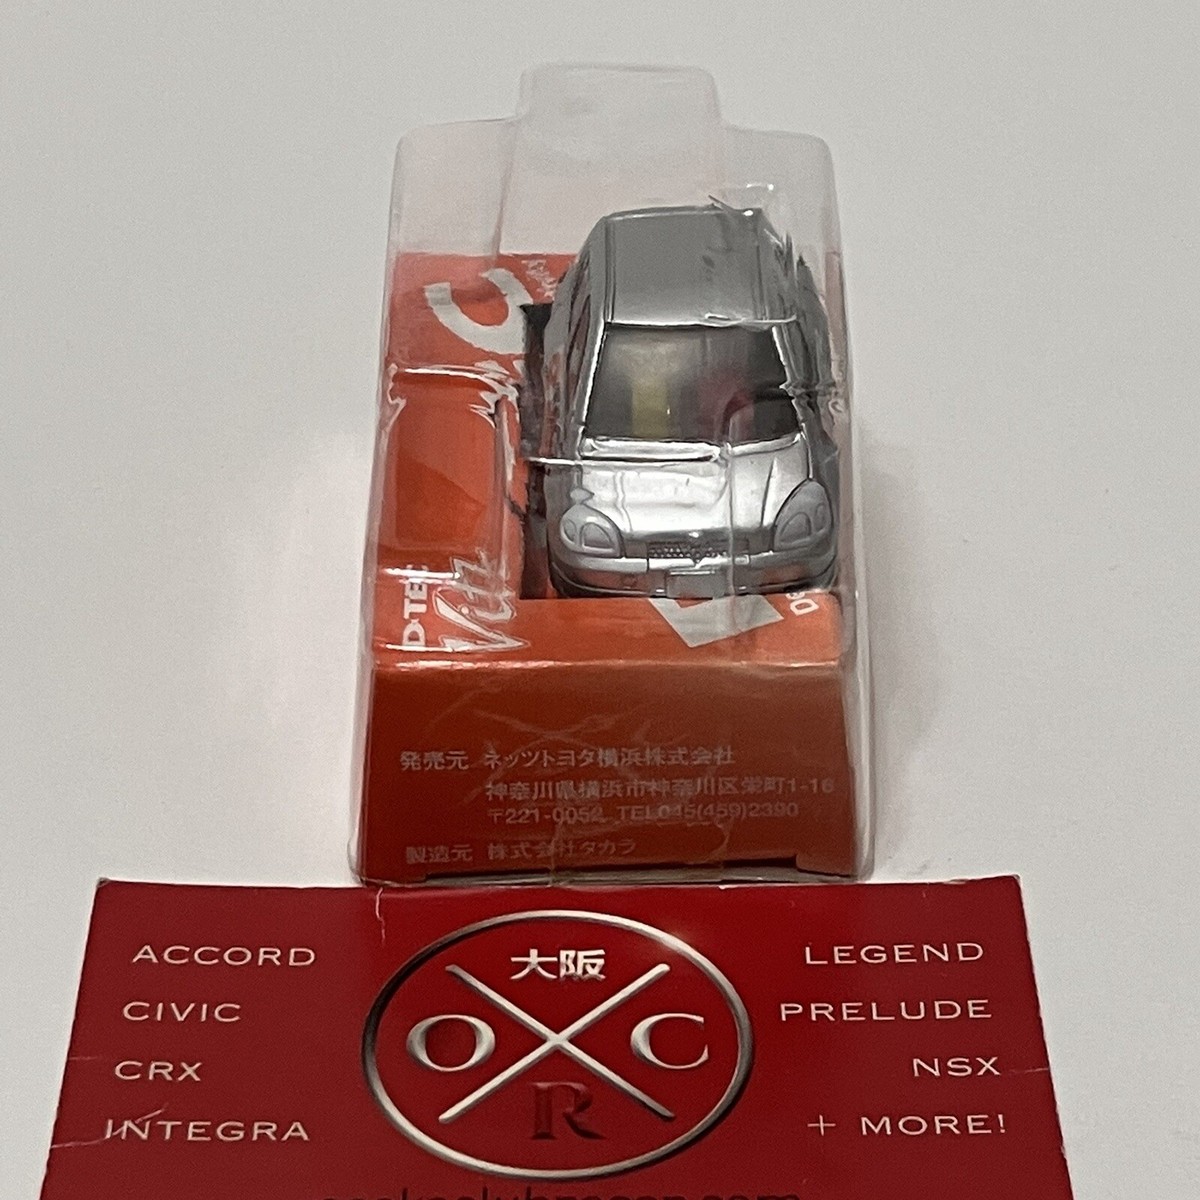 D-TEC
Vitz
発売元 ネッツトヨタ横浜株式会社
神奈川県横浜市神奈川区栄町1-16
〒221-0052 TEL045(459)2390
製造元 株式会社タカラ
ACCORD
CIVIC
CRX
INTEGRA
大阪
O C
R
LEGEND
PRELUDE
NSX
+ MORE!